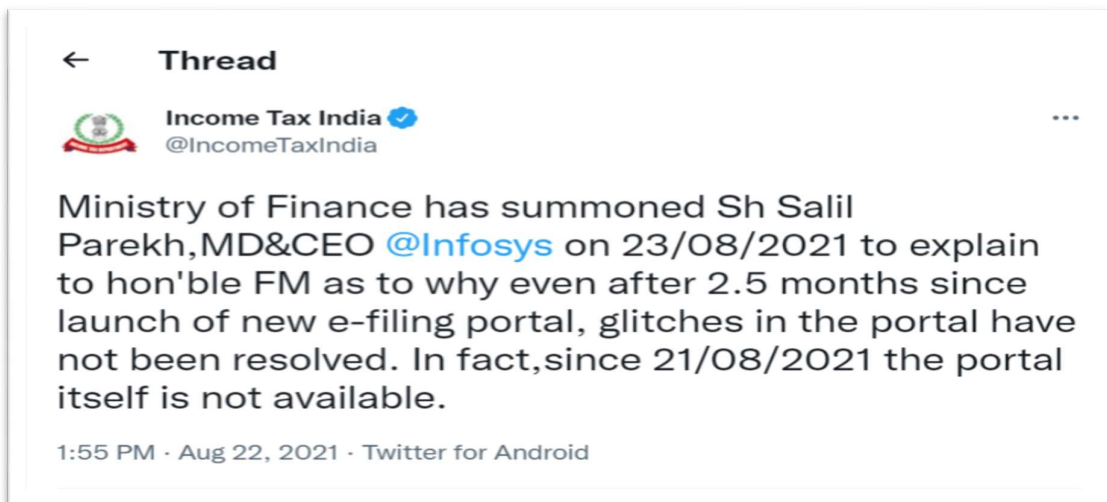 Thread
Income Tax India
@IncomeTaxIndia
Ministry of Finance has summoned Sh Salil
Parekh,MD&CEO @Infosys on 23/08/2021 to explain
to hon'ble FM as to why even after 2.5 months since
launch of new e-filing portal, glitches in the portal have
not been resolved. In fact,since 21/08/2021 the portal
itself is not available.
1:55 PM · Aug 22, 2021 · Twitter for Android